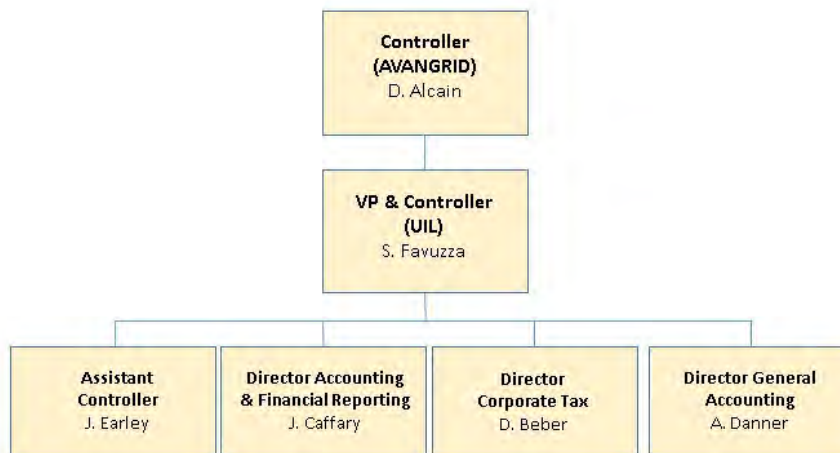 Controller
(AVANGRID)
D. Alcain
VP & Controller
(UIL)
S. Favuzza
Assistant
Controller
J. Earley
Director Accounting
& Financial Reporting
J. Caffary
Director
Corporate Tax
D. Beber
Director General
Accounting
A. Danner